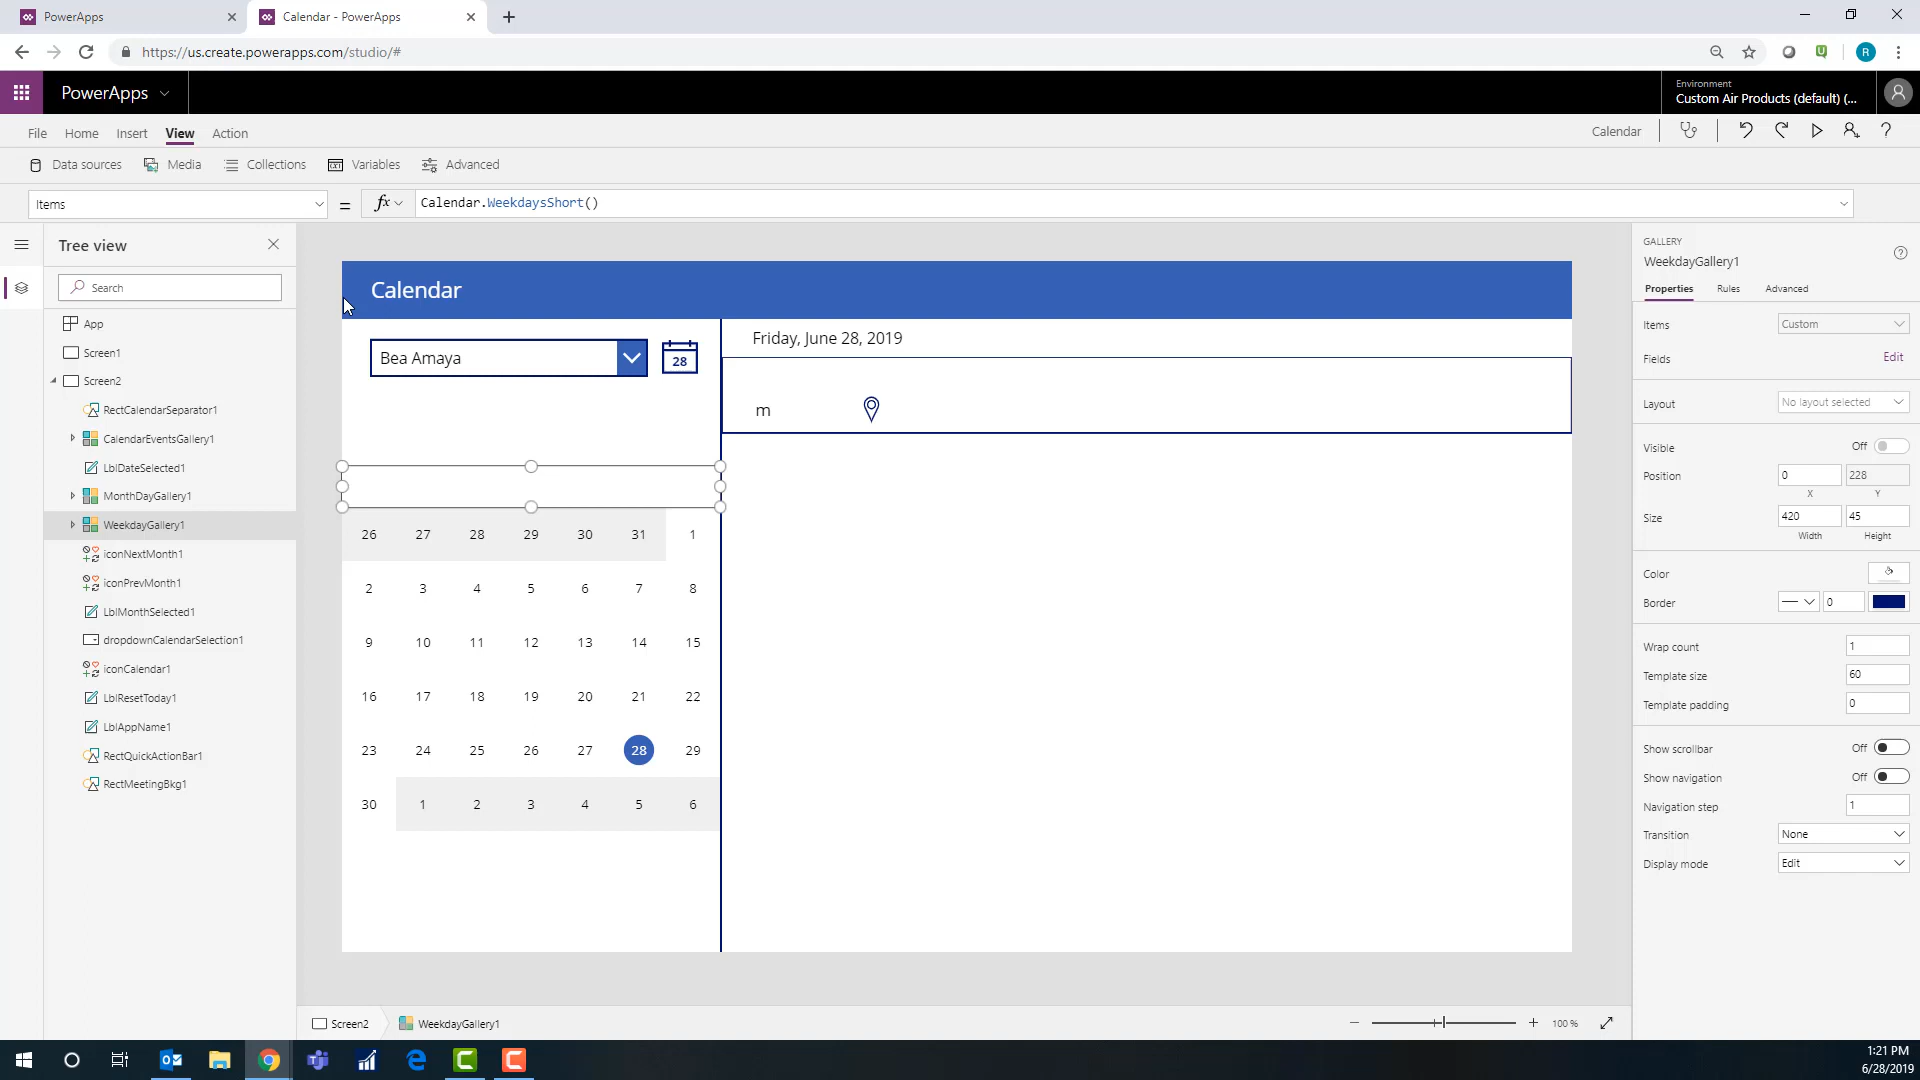 PowerApps
Calendar - PowerApps
https://us.create.powerapps.com/studio/#
R
PowerApps
Environment
Custom Air Products (default) (...
File
Home
Insert
View
Action
Calendar
Data sources
Media
Collections
Variables
Advanced
Items
=
fx
Calendar.WeekdaysShort()
Tree view
Search
App
Screen1
Screen2
RectCalendarSeparator1
CalendarEventsGallery1
LblDateSelected1
MonthDayGallery1
WeekdayGallery1
iconNextMonth1
iconPrevMonth1
LblMonthSelected1
dropdownCalendarSelection1
iconCalendar1
LblResetToday1
LblAppName1
RectQuickActionBar1
RectMeetingBkg1
Calendar
Bea Amaya
28
Friday, June 28, 2019
m
26 27 28 29 30 31 1
2 3 4 5 6 7 8
9 10 11 12 13 14 15
16 17 18 19 20 21 22
23 24 25 26 27 28 29
30 1 2 3 4 5 6
GALLERY
WeekdayGallery1
Properties
Rules
Advanced
Items
Custom
Fields
Edit
Layout
No layout selected
Visible
Off
Position
0
228
X
Y
Size
420
45
Width
Height
Color
Border
0
Wrap count
1
Template size
60
Template padding
0
Show scrollbar
Off
Show navigation
Off
Navigation step
1
Transition
None
Display mode
Edit
Screen2
WeekdayGallery1
100 %
1:21 PM
6/28/2019